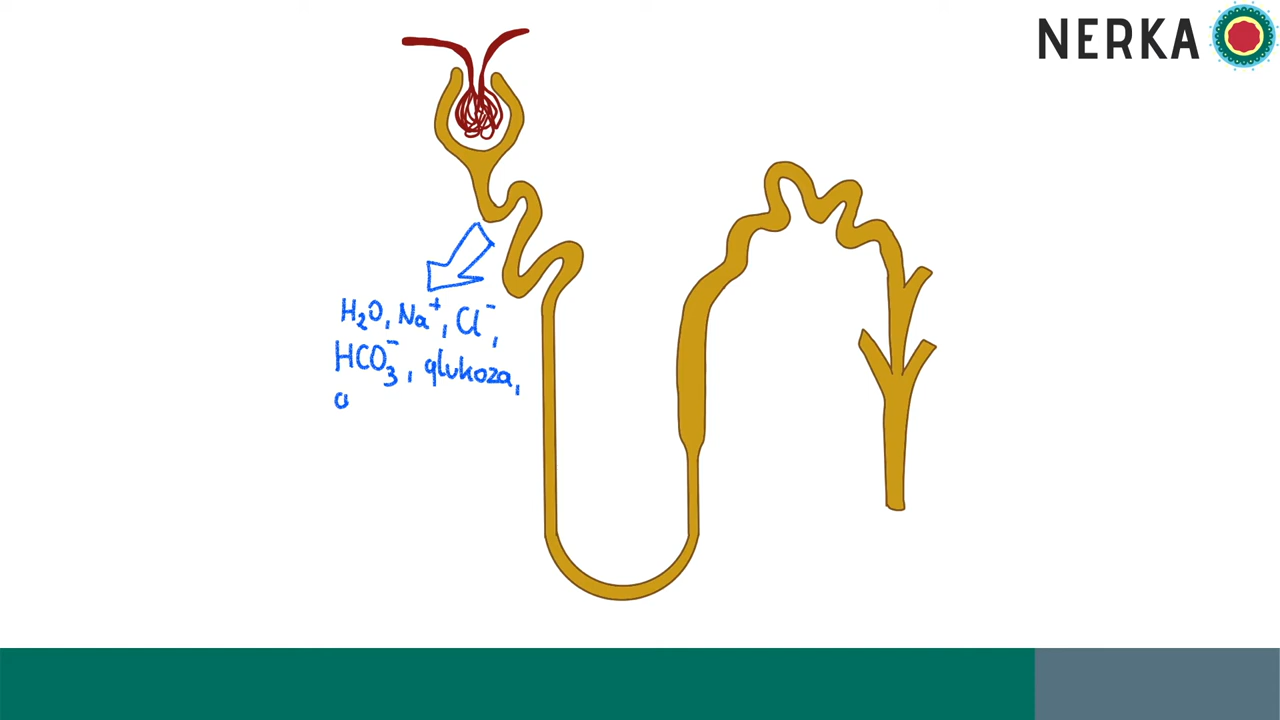 NERKA
H₂O, Na⁺, Cl⁻,
HCO₃⁻, glukoza,
a